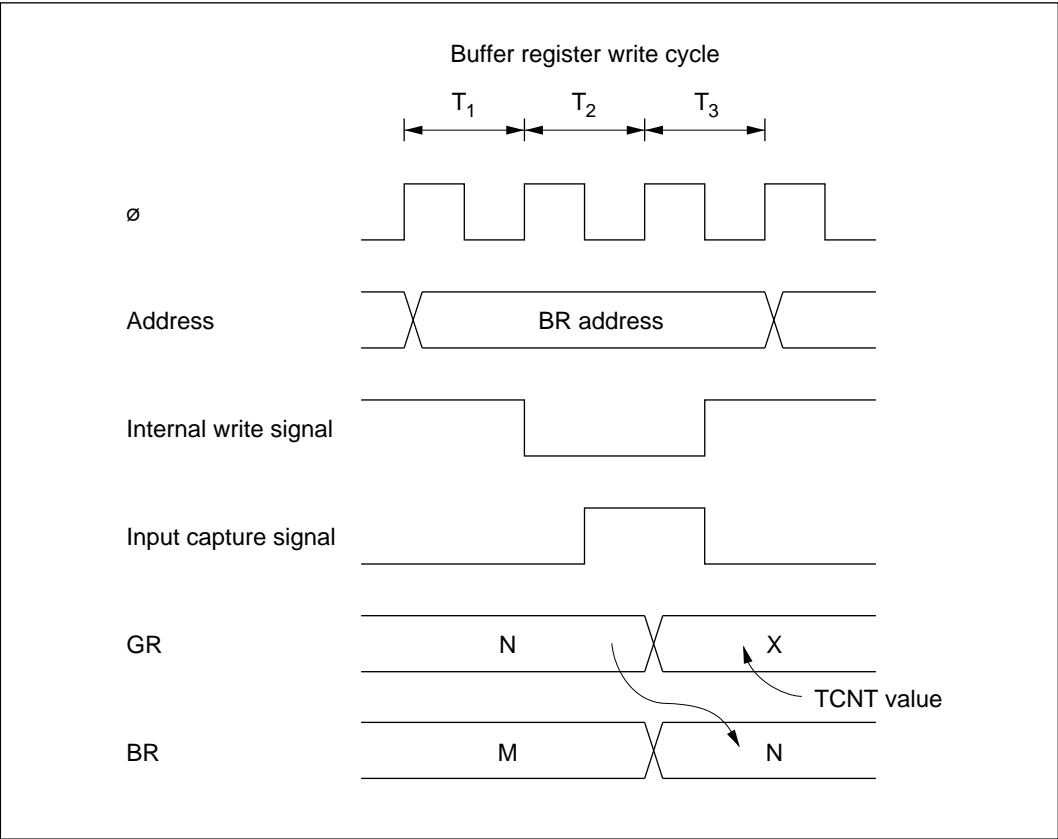 Buffer register write cycle
T1 T2 T3
ø
Address BR address
Internal write signal
Input capture signal
GR N X
TCNT value
BR M N